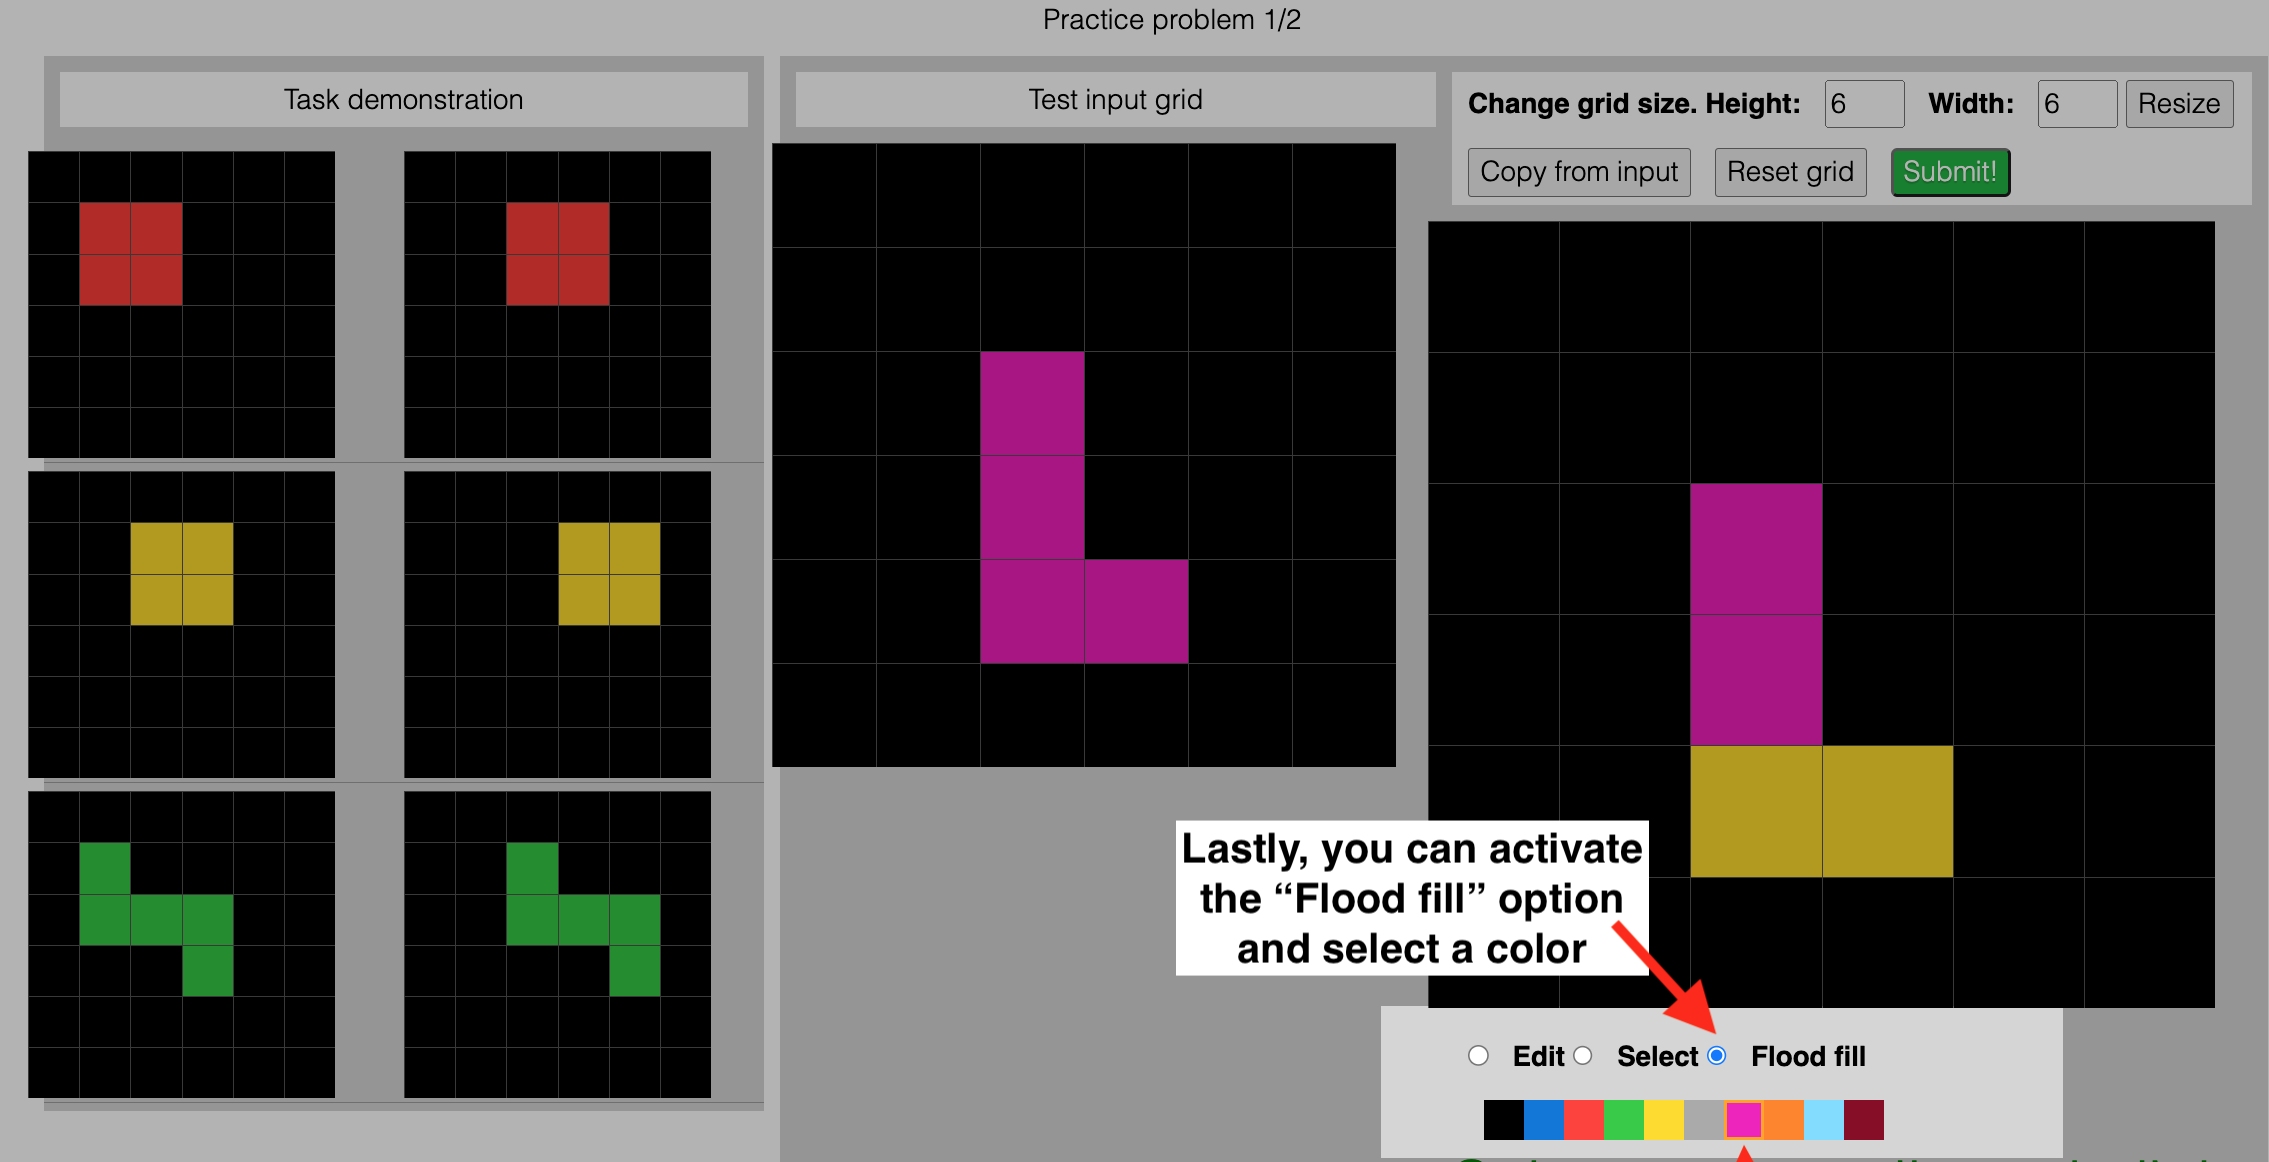 Practice problem 1/2
Task demonstration
Test input grid
Change grid size. Height: 6 Width: 6 Resize
Copy from input Reset grid Submit!
Lastly, you can activate
the “Flood fill” option
and select a color
Edit Select Flood fill